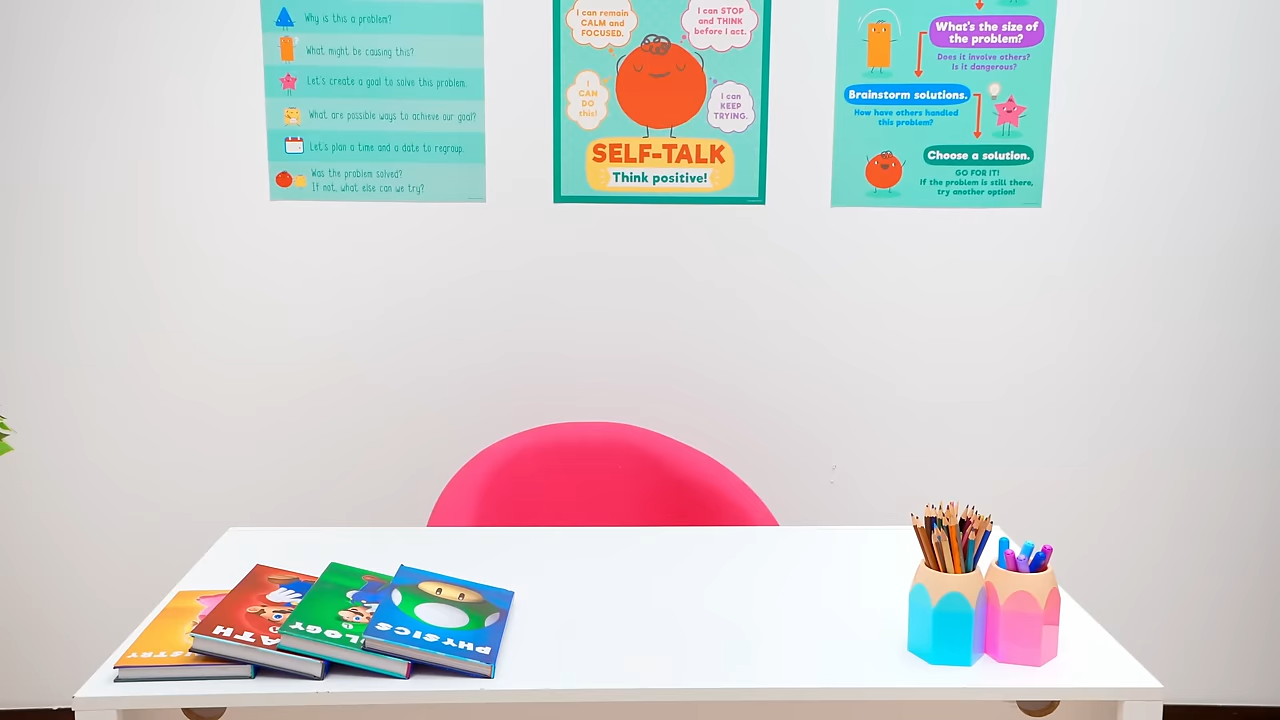 Why is this a problem?
What might be causing this?
Let's create a goal to solve this problem.
What are possible ways to achieve our goal?
Let's plan a time and a date to regroup.
Was the problem solved?
If not, what else can we try?
I can remain
CALM and
FOCUSED.
I can STOP
and THINK
before I act.
I
CAN
DO
this!
I can
KEEP
TRYING.
SELF-TALK
Think positive!
What's the size of
the problem?
Does it involve others?
Is it dangerous?
Brainstorm solutions.
How have others handled
this problem?
Choose a solution.
GO FOR IT!
If the problem is still there,
try another option!
STRY
ATH
LOGY
PHYSICS